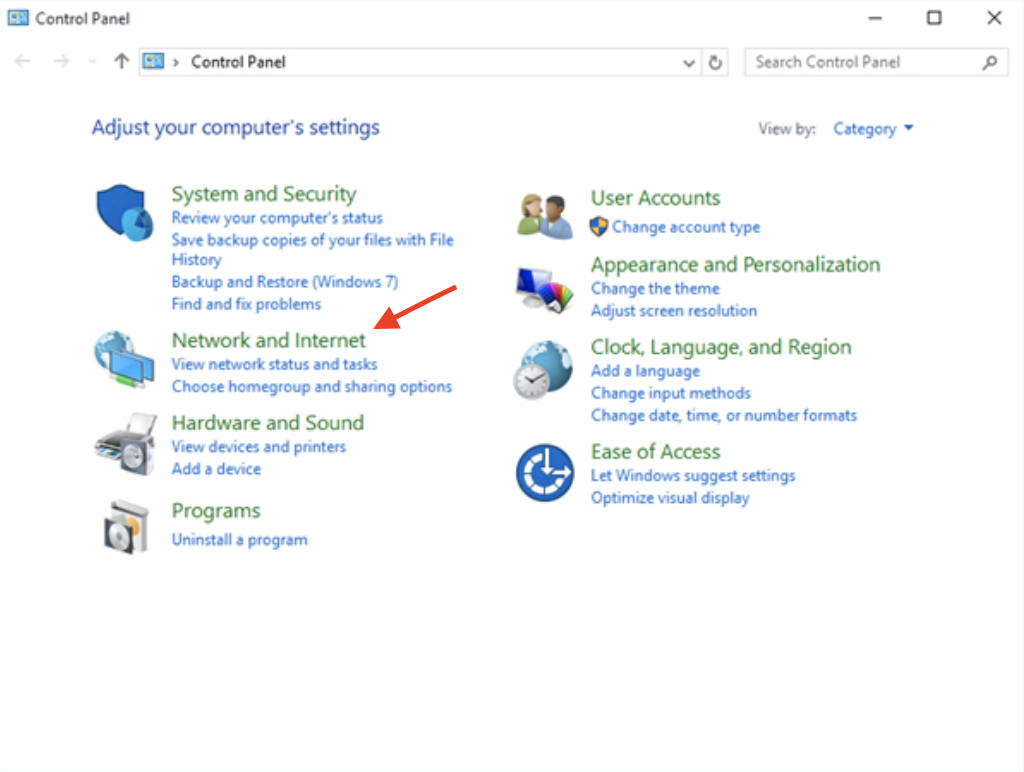 Control Panel
Control Panel
Search Control Panel
Adjust your computer's settings
View by: Category
System and Security
Review your computer's status
Save backup copies of your files with File
History
Backup and Restore (Windows 7)
Find and fix problems
Network and Internet
View network status and tasks
Choose homegroup and sharing options
Hardware and Sound
View devices and printers
Add a device
Programs
Uninstall a program
User Accounts
Change account type
Appearance and Personalization
Change the theme
Adjust screen resolution
Clock, Language, and Region
Add a language
Change input methods
Change date, time, or number formats
Ease of Access
Let Windows suggest settings
Optimize visual display